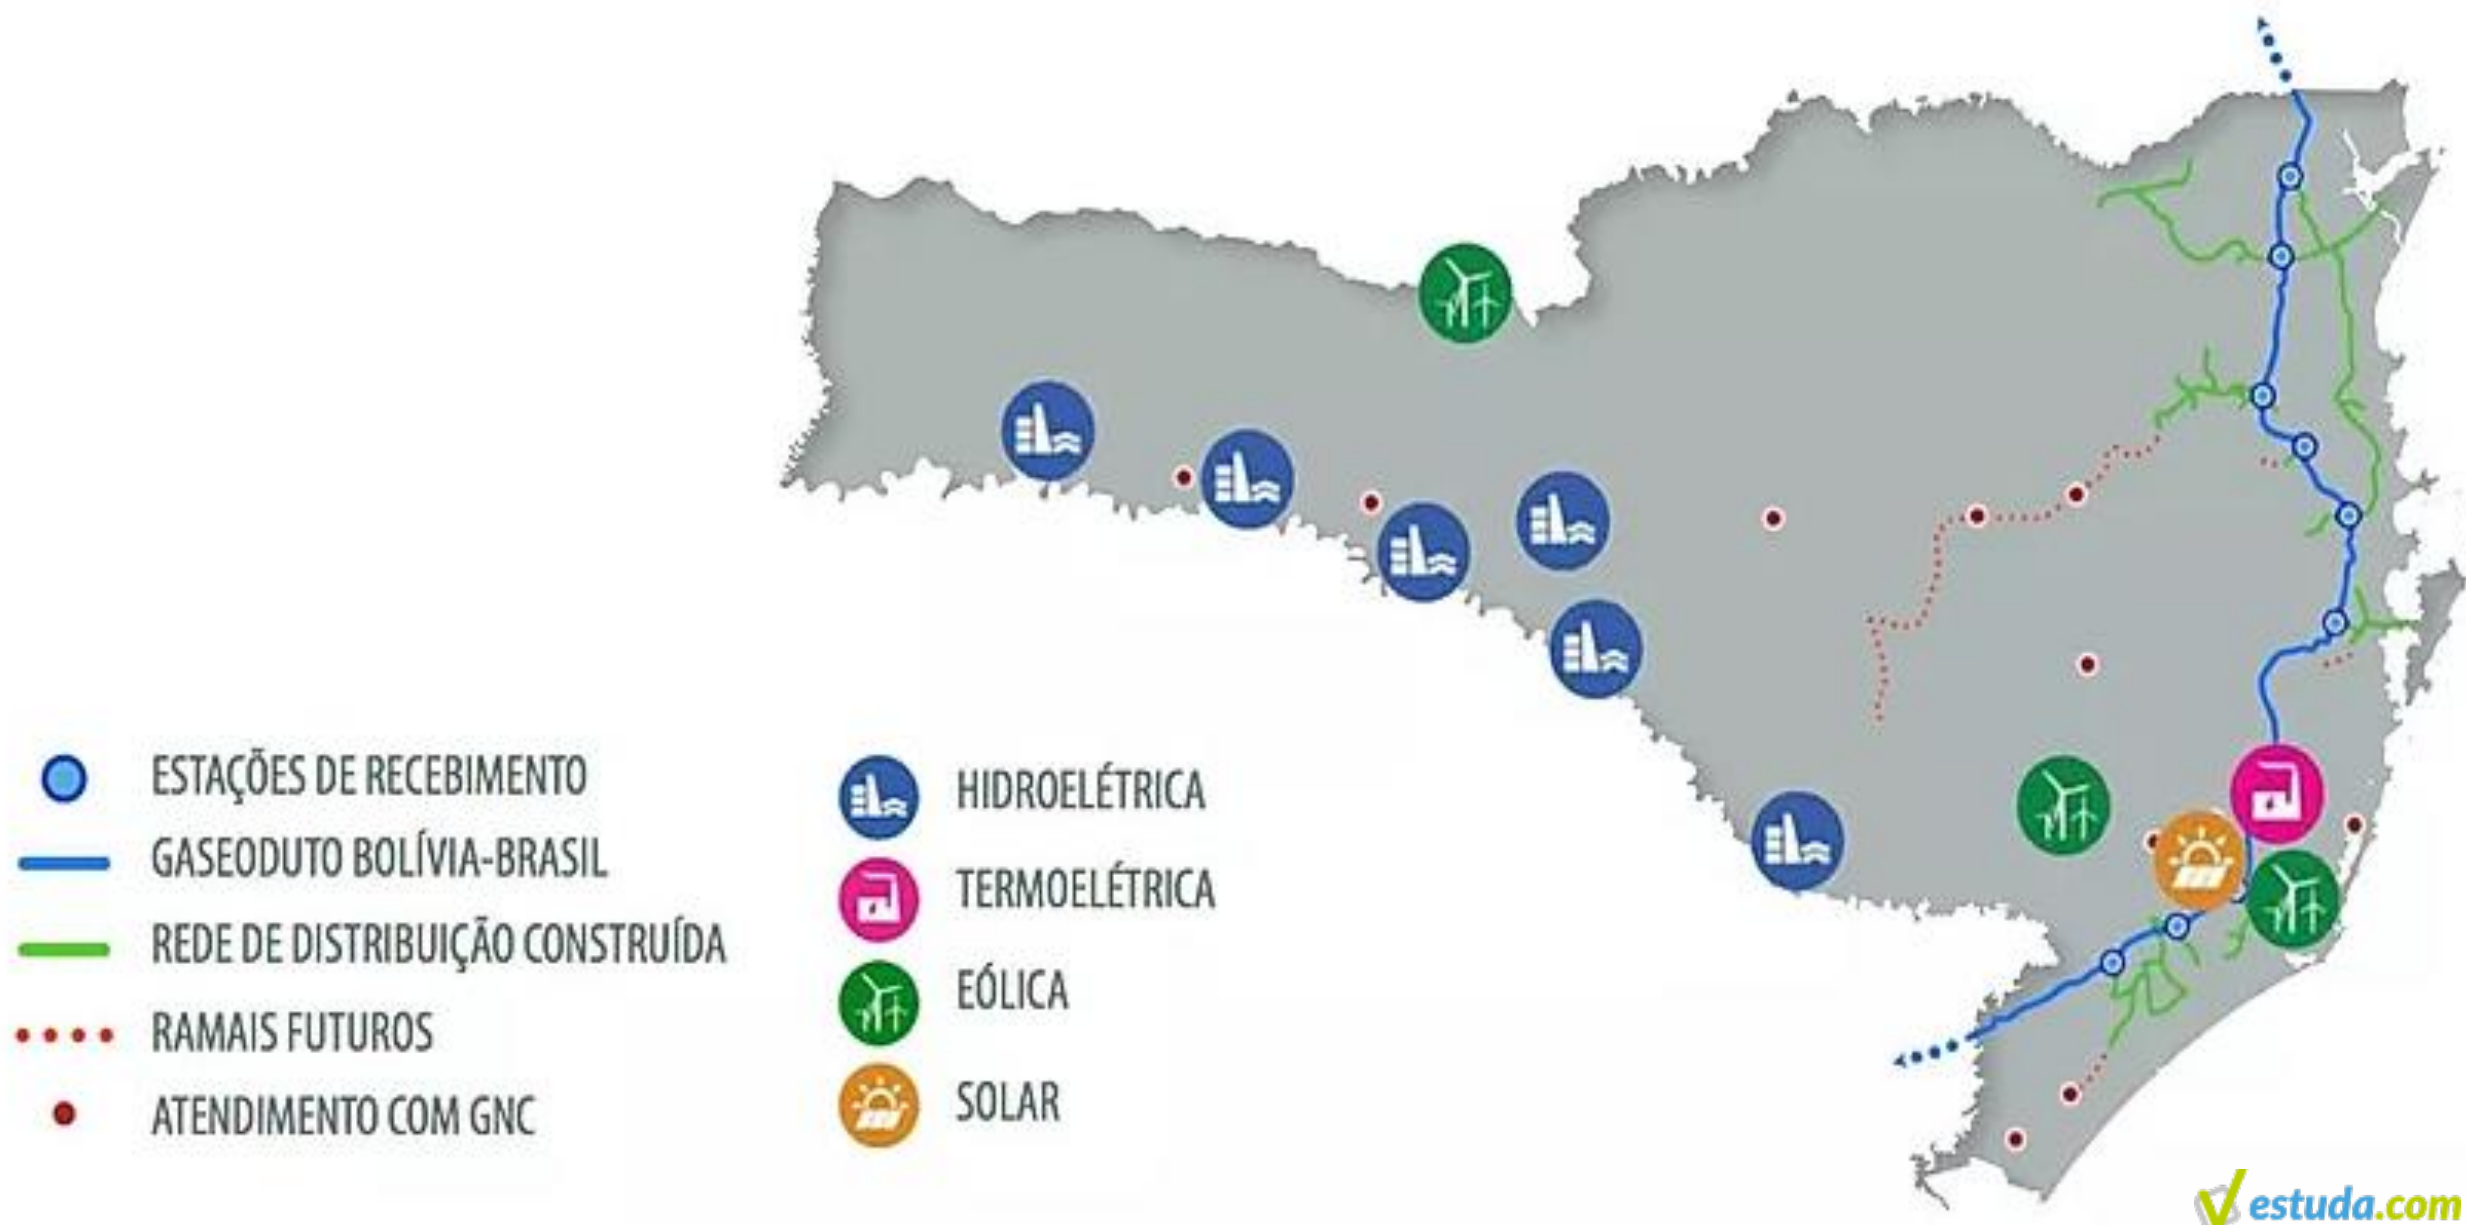 ESTAÇÕES DE RECEBIMENTO
GASEODUTO BOLÍVIA-BRASIL
REDE DE DISTRIBUIÇÃO CONSTRUÍDA
RAMAIS FUTUROS
ATENDIMENTO COM GNC
HIDROELÉTRICA
TERMOELÉTRICA
EÓLICA
SOLAR
estuda.com